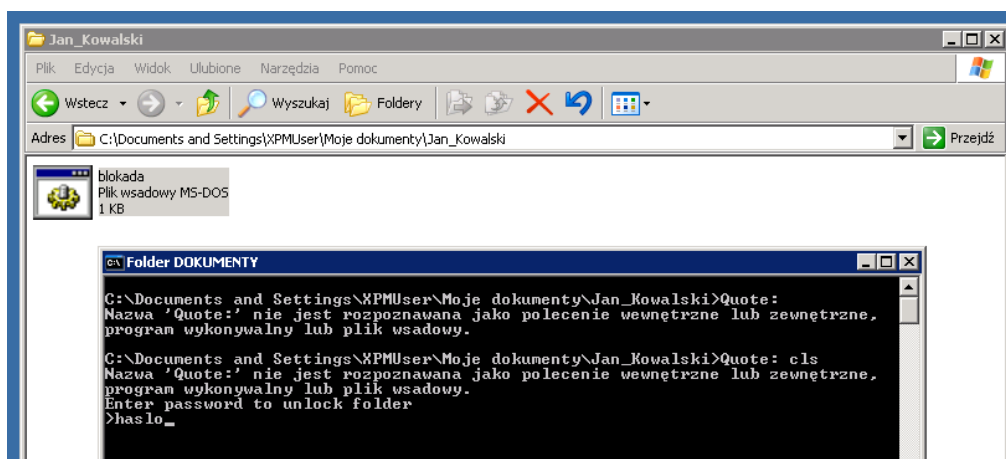 Jan_Kowalski
Plik Edycja Widok Ulubione Narzędzia Pomoc
Wstecz Wyszukaj Foldery
Adres C:\Documents and Settings\XPMUser\Moje dokumenty\Jan_Kowalski Przejdź
blokada
Plik wsadowy MS-DOS
1 KB
Folder DOKUMENTY
C:\Documents and Settings\XPMUser\Moje dokumenty\Jan_Kowalski>Quote:
Nazwa 'Quote:' nie jest rozpoznawana jako polecenie wewnętrzne lub zewnętrzne,
program wykonywalny lub plik wsadowy.
C:\Documents and Settings\XPMUser\Moje dokumenty\Jan_Kowalski>Quote: cls
Nazwa 'Quote:' nie jest rozpoznawana jako polecenie wewnętrzne lub zewnętrzne,
program wykonywalny lub plik wsadowy.
Enter password to unlock folder
>haslo_